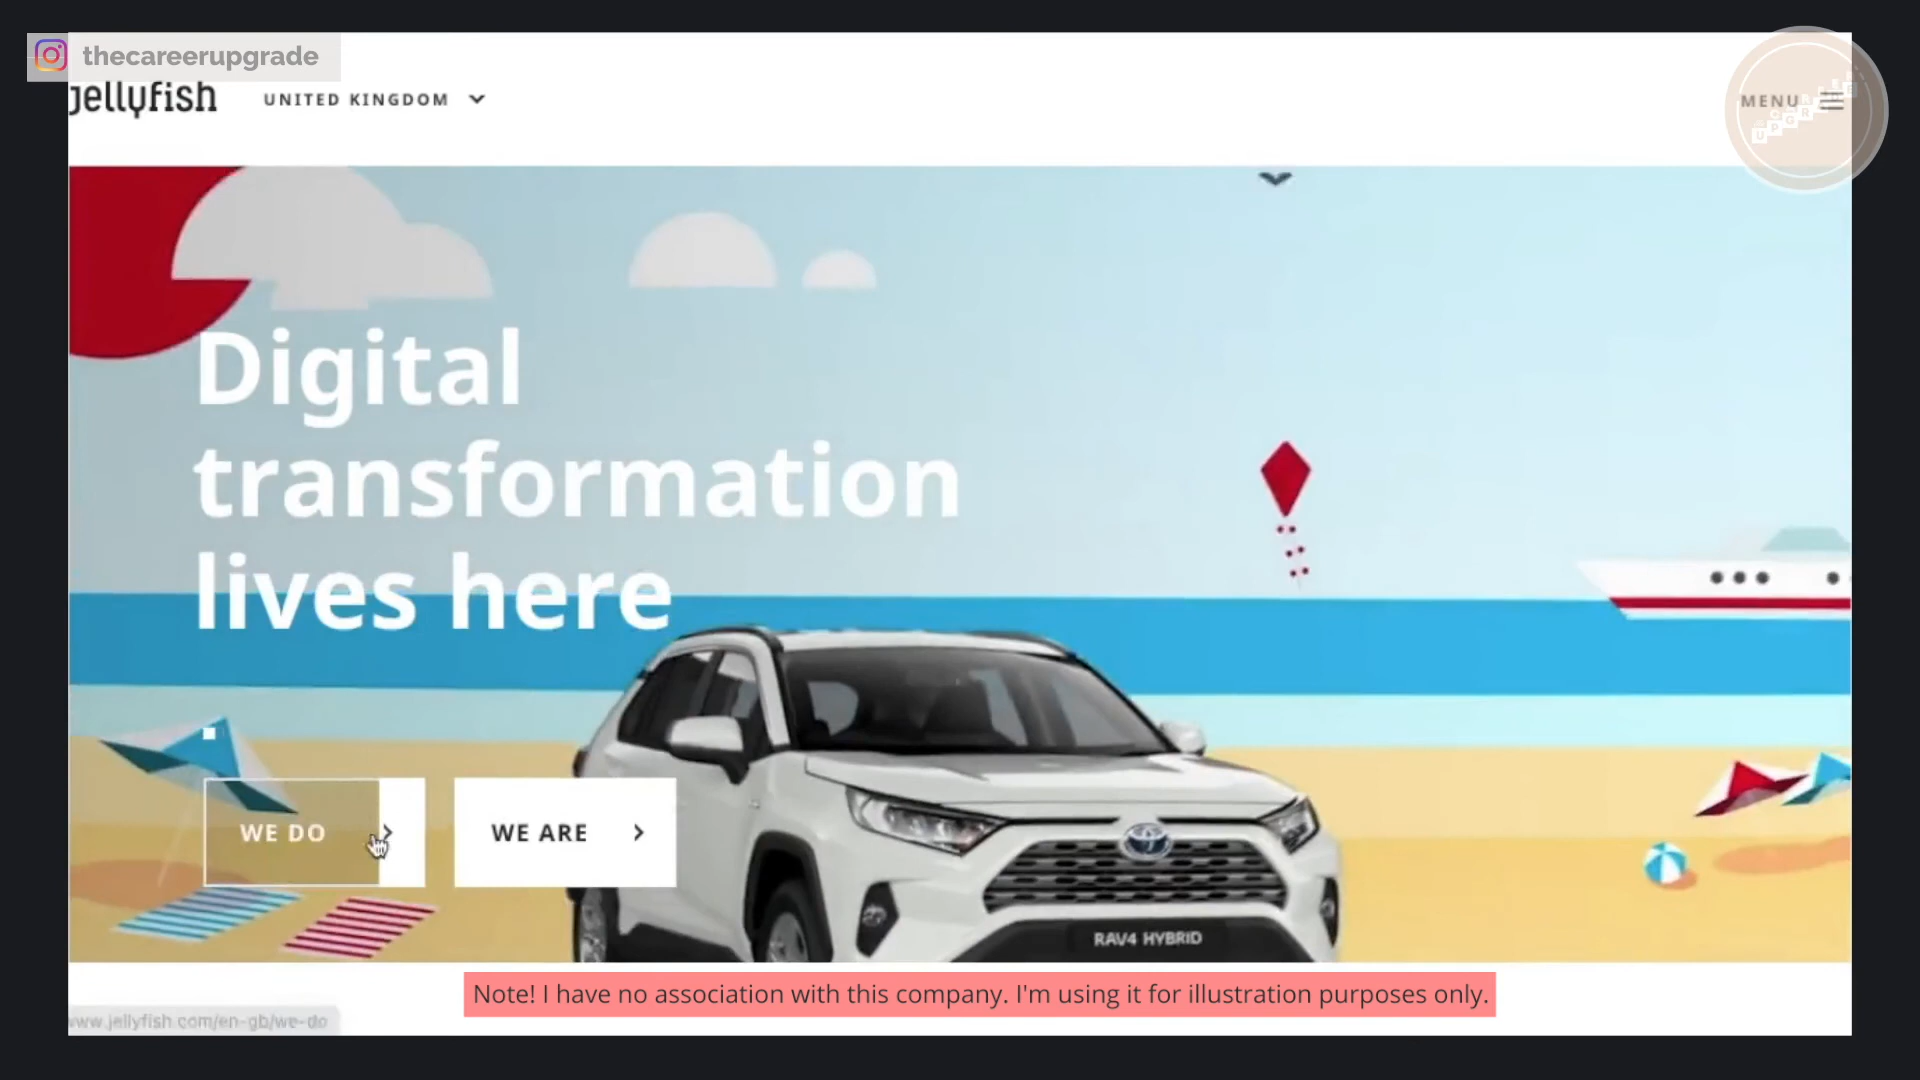 thecareerupgrade
jellyfish
UNITED KINGDOM
MENU
UPGR
Digital
transformation
lives here
WE DO
WE ARE
RAV4 HYBRID
Note! I have no association with this company. I'm using it for illustration purposes only.
www.jellyfish.com/en-gb/we-do